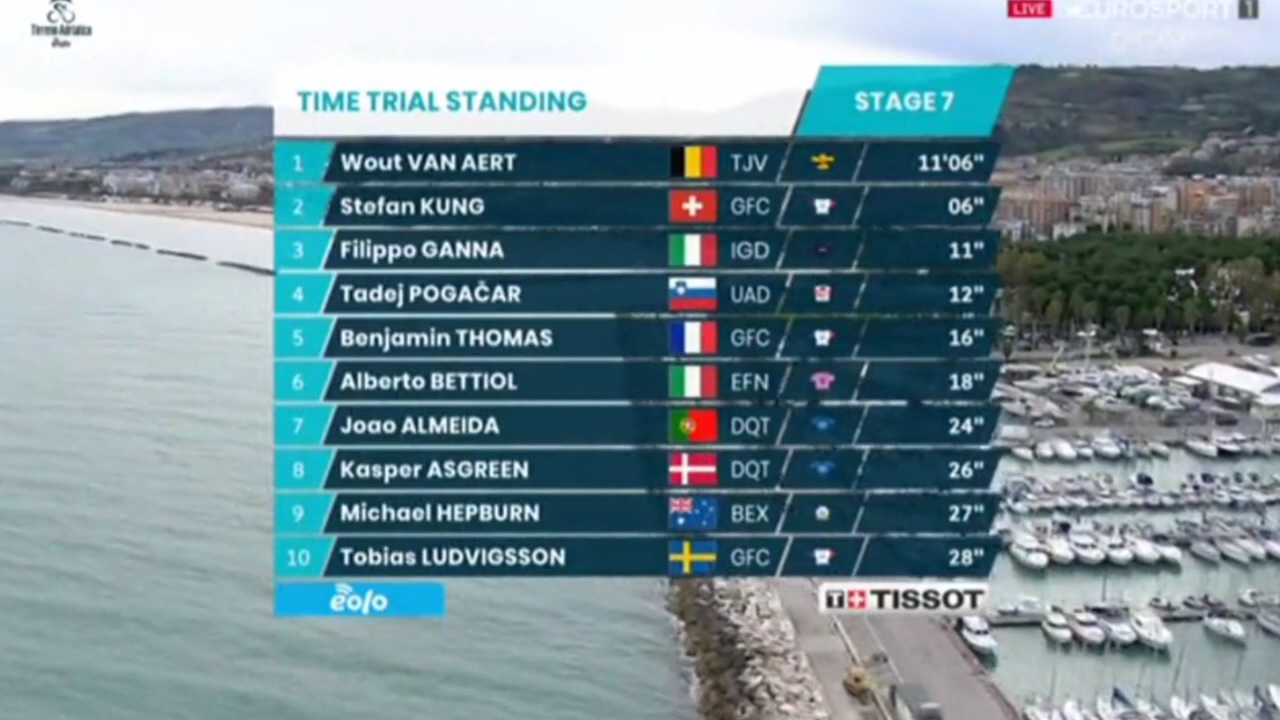 Tirreno Adriatico
LIVE EUROSPORT 1
TIME TRIAL STANDING STAGE 7
1 Wout VAN AERT TJV 11'06"
2 Stefan KUNG GFC 06"
3 Filippo GANNA IGD 11"
4 Tadej POGAČAR UAD 12"
5 Benjamin THOMAS GFC 16"
6 Alberto BETTIOL EFN 18"
7 Joao ALMEIDA DQT 24"
8 Kasper ASGREEN DQT 26"
9 Michael HEPBURN BEX 27"
10 Tobias LUDVIGSSON GFC 28"
eolo T+ TISSOT